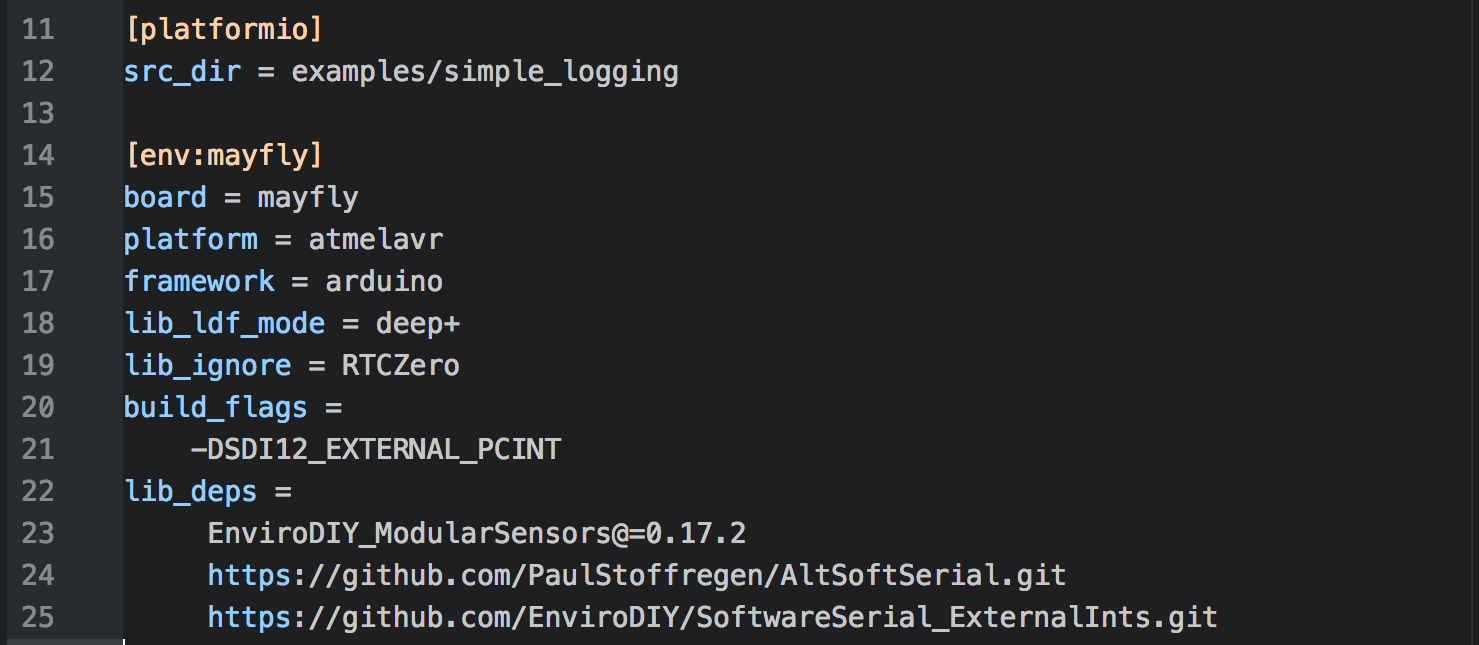 11 [platformio]
12 src_dir = examples/simple_logging
13
14 [env:mayfly]
15 board = mayfly
16 platform = atmelavr
17 framework = arduino
18 lib_ldf_mode = deep+
19 lib_ignore = RTCZero
20 build_flags =
21     -DSDI12_EXTERNAL_PCINT
22 lib_deps =
23      EnviroDIY_ModularSensors@=0.17.2
24      https://github.com/PaulStoffregen/AltSoftSerial.git
25      https://github.com/EnviroDIY/SoftwareSerial_ExternalInts.git